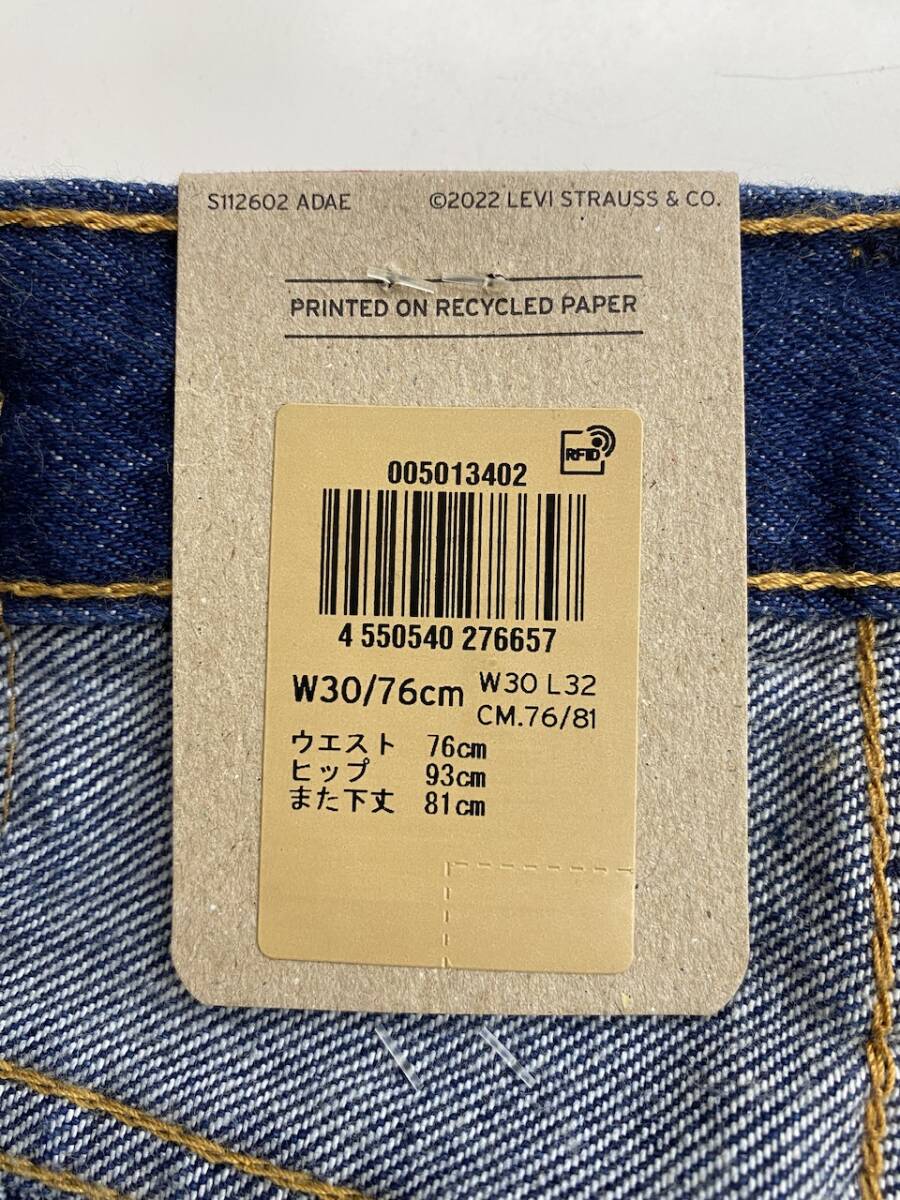 S112602 ADAE ©2022 LEVI STRAUSS & CO.
PRINTED ON RECYCLED PAPER
RFID
005013402
4 550540 276657
W30/76cm W30 L32
CM.76/81
ウエスト 76cm
ヒップ 93cm
また下丈 81cm